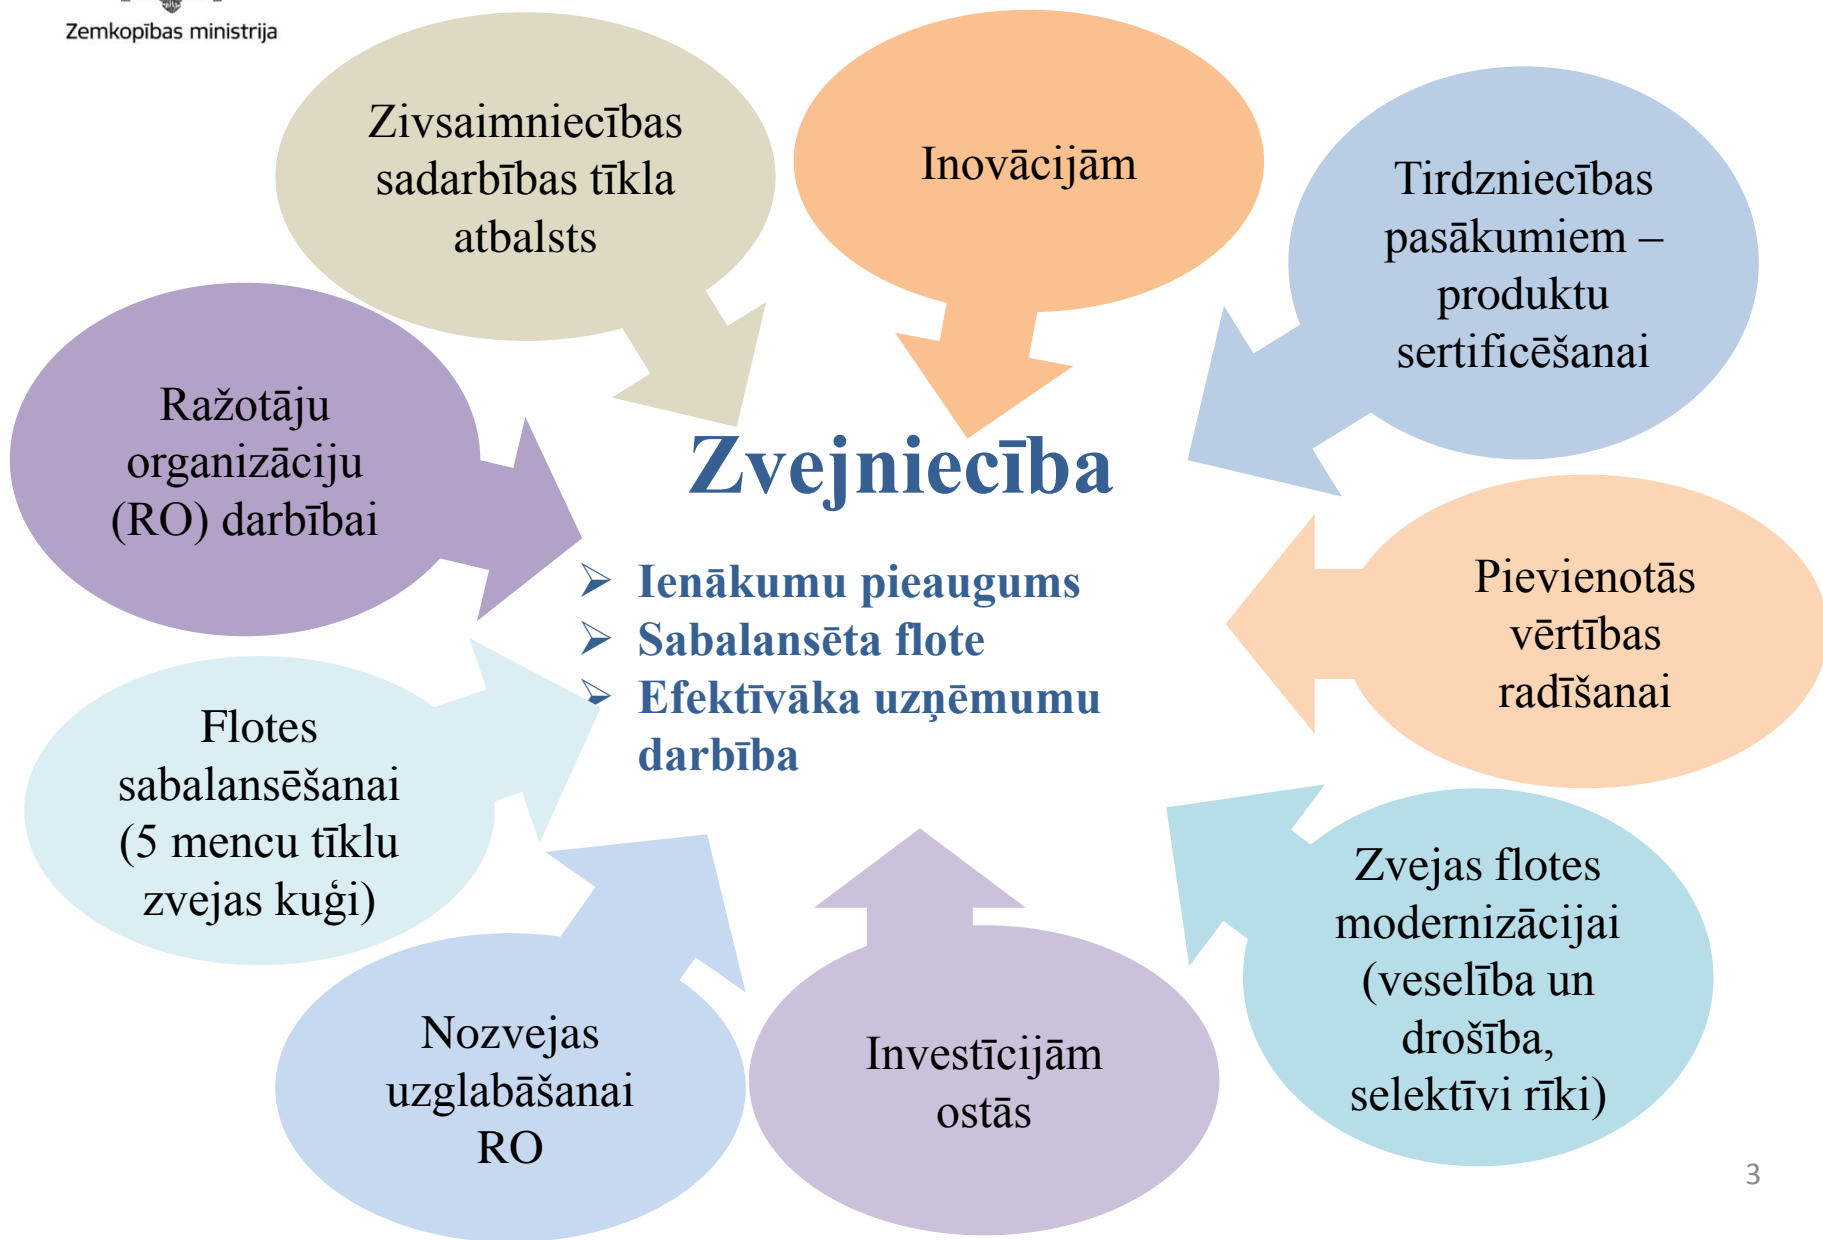 Zemkopības ministrija
Zivsaimniecības
sadarbības tīkla
atbalsts
Inovācijām
Tirdzniecības
pasākumiem –
produktu
sertificēšanai
Ražotāju
organizāciju
(RO) darbībai
Zvejniecība
➢ Ienākumu pieaugums
➢ Sabalansēta flote
➢ Efektīvāka uzņēmumu
darbība
Pievienotās
vērtības
radīšanai
Flotes
sabalansēšanai
(5 mencu tīklu
zvejas kuģi)
Zvejas flotes
modernizācijai
(veselība un
drošība,
selektīvi rīki)
Nozvejas
uzglabāšanai
RO
Investīcijām
ostās
3